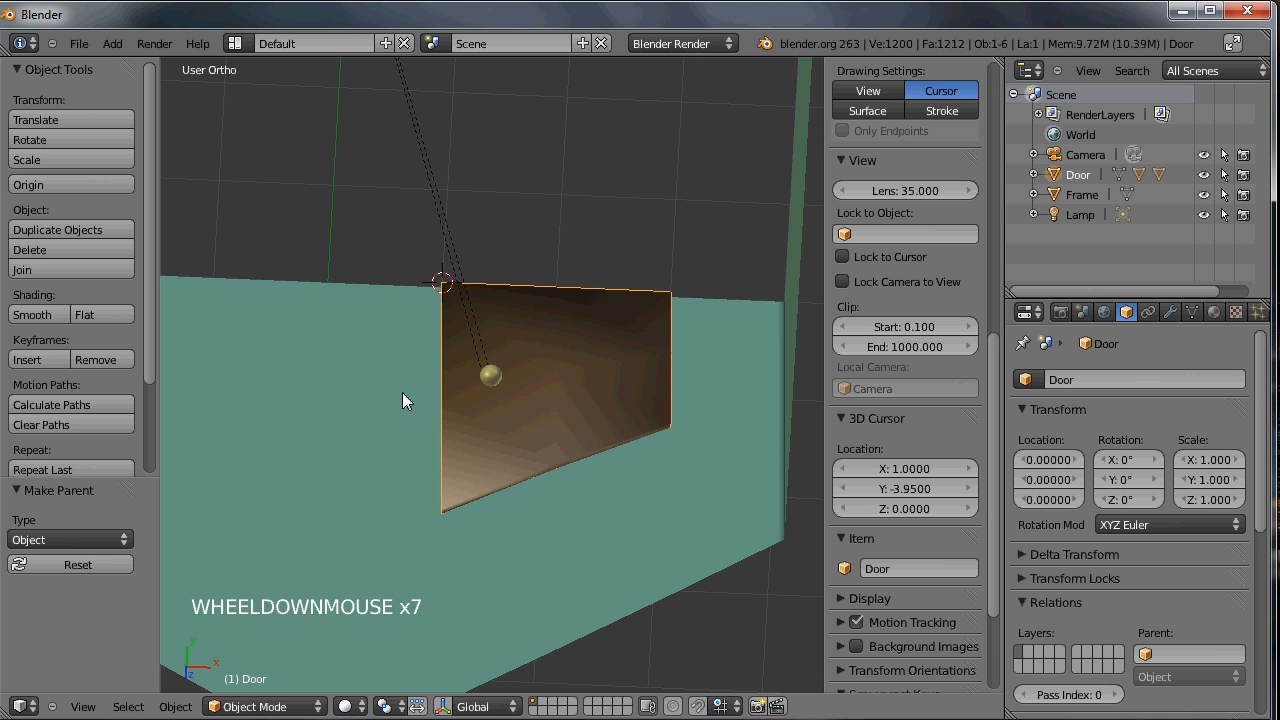 Blender
File Add Render Help Default Scene Blender Render blender.org 263 | Ve:1200 | Fa:1212 | Ob:1-6 | La:1 | Mem:9.72M (10.39M) | Door
Object Tools
Transform:
Translate
Rotate
Scale
Origin
Object:
Duplicate Objects
Delete
Join
Shading:
Smooth Flat
Keyframes:
Insert Remove
Motion Paths:
Calculate Paths
Clear Paths
Repeat:
Repeat Last
Make Parent
Type
Object
Reset
User Ortho
WHEELDOWNMOUSE x7
y
x
z
(1) Door
View Select Object Object Mode Global
Drawing Settings:
View Cursor
Surface Stroke
Only Endpoints
View
Lens: 35.000
Lock to Object:
Lock to Cursor
Lock Camera to View
Clip:
Start: 0.100
End: 1000.000
Local Camera:
Camera
3D Cursor
Location:
X: 1.0000
Y: -3.9500
Z: 0.0000
Item
Door
Display
Motion Tracking
Background Images
Transform Orientations
View Search All Scenes
Scene
RenderLayers
World
Camera
Door
Frame
Lamp
Door
Door
Transform
Location: Rotation: Scale:
0.00000 X: 0° X: 1.000
0.00000 Y: 0° Y: 1.000
0.00000 Z: 0° Z: 1.000
Rotation Mod XYZ Euler
Delta Transform
Transform Locks
Relations
Layers: Parent:
Object
Pass Index: 0